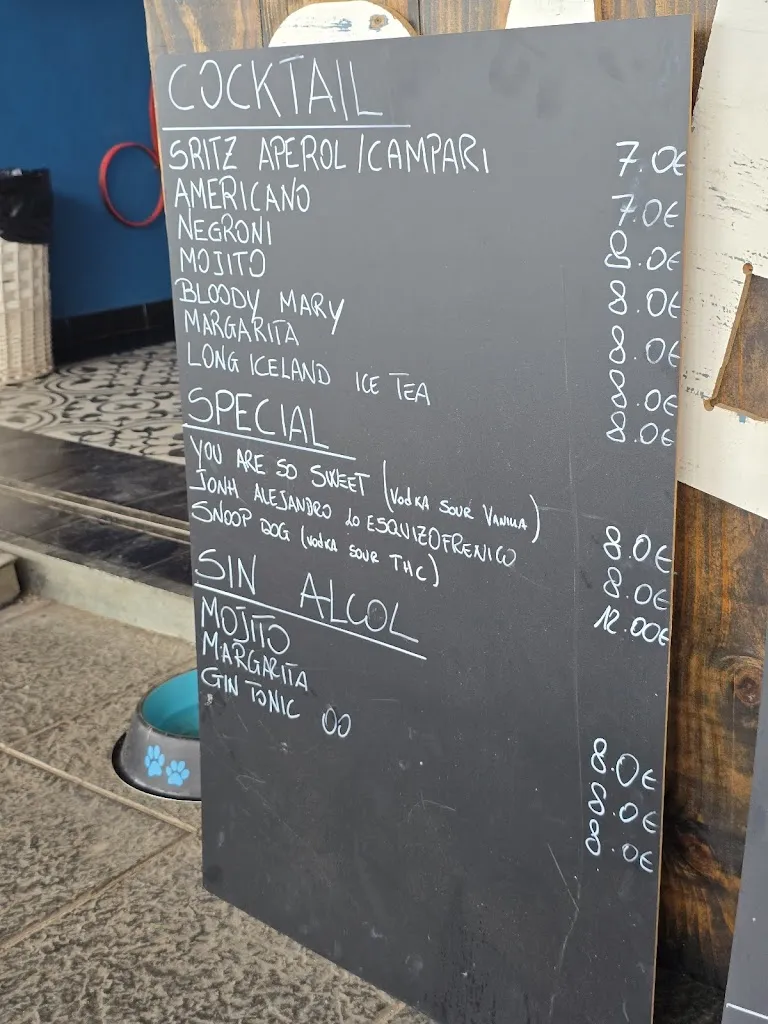 COCKTAIL
SRITZ APEROL/CAMPARI 7.0€
AMERICANO 7.0€
NEGRONI 8.0€
MOJITO 8.0€
BLOODY MARY 8.0€
MARGARITA 8.0€
LONG ICELAND ICE TEA 8.0€
SPECIAL
YOU ARE SO SWEET (VODKA SOUR VANILLA) 8.0€
JONH ALEJANDRO LO ESQUIZOFRENICO 8.0€
SNOOP DOG (VODKA SOUR THC) 12.00€
SIN ALCOL
MOJITO 8.0€
MARGARITA 8.0€
GIN TONIC 00 8.0€